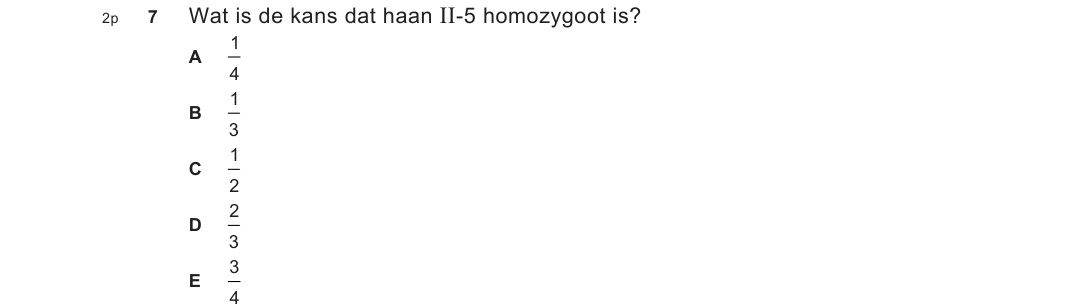 2p 7 Wat is de kans dat haan II-5 homozygoot is?
A 1/4
B 1/3
C 1/2
D 2/3
E 3/4